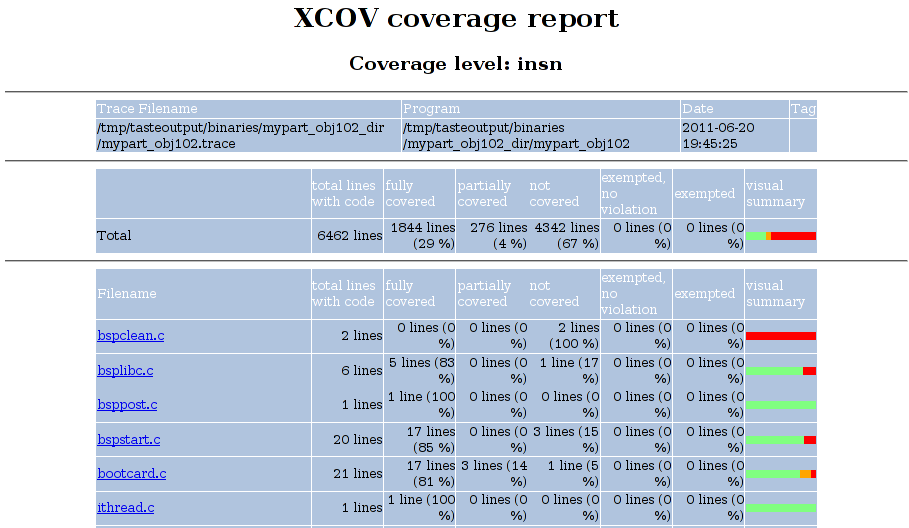 XCOV coverage report
Coverage level: insn
Trace Filename Program Date Tag
/tmp/tasteoutput/binaries/mypart_obj102_dir /tmp/tasteoutput/binaries 2011-06-20
/mypart_obj102.trace /mypart_obj102_dir/mypart_obj102 19:45:25
total lines with code fully covered partially covered not covered exempted, no violation exempted visual summary
Total 6462 lines 1844 lines (29 %) 276 lines (4 %) 4342 lines (67 %) 0 lines (0 %) 0 lines (0 %)
Filename total lines with code fully covered partially covered not covered exempted, no violation exempted visual summary
bspclean.c 2 lines 0 lines (0 %) 0 lines (0 %) 2 lines (100 %) 0 lines (0 %) 0 lines (0 %)
bsplibc.c 6 lines 5 lines (83 %) 0 lines (0 %) 1 line (17 %) 0 lines (0 %) 0 lines (0 %)
bsppost.c 1 lines 1 line (100 %) 0 lines (0 %) 0 lines (0 %) 0 lines (0 %) 0 lines (0 %)
bspstart.c 20 lines 17 lines (85 %) 0 lines (0 %) 3 lines (15 %) 0 lines (0 %) 0 lines (0 %)
bootcard.c 21 lines 17 lines (81 %) 3 lines (14 %) 1 line (5 %) 0 lines (0 %) 0 lines (0 %)
ithread.c 1 lines 1 line (100 %) 0 lines (0 %) 0 lines (0 %) 0 lines (0 %) 0 lines (0 %)